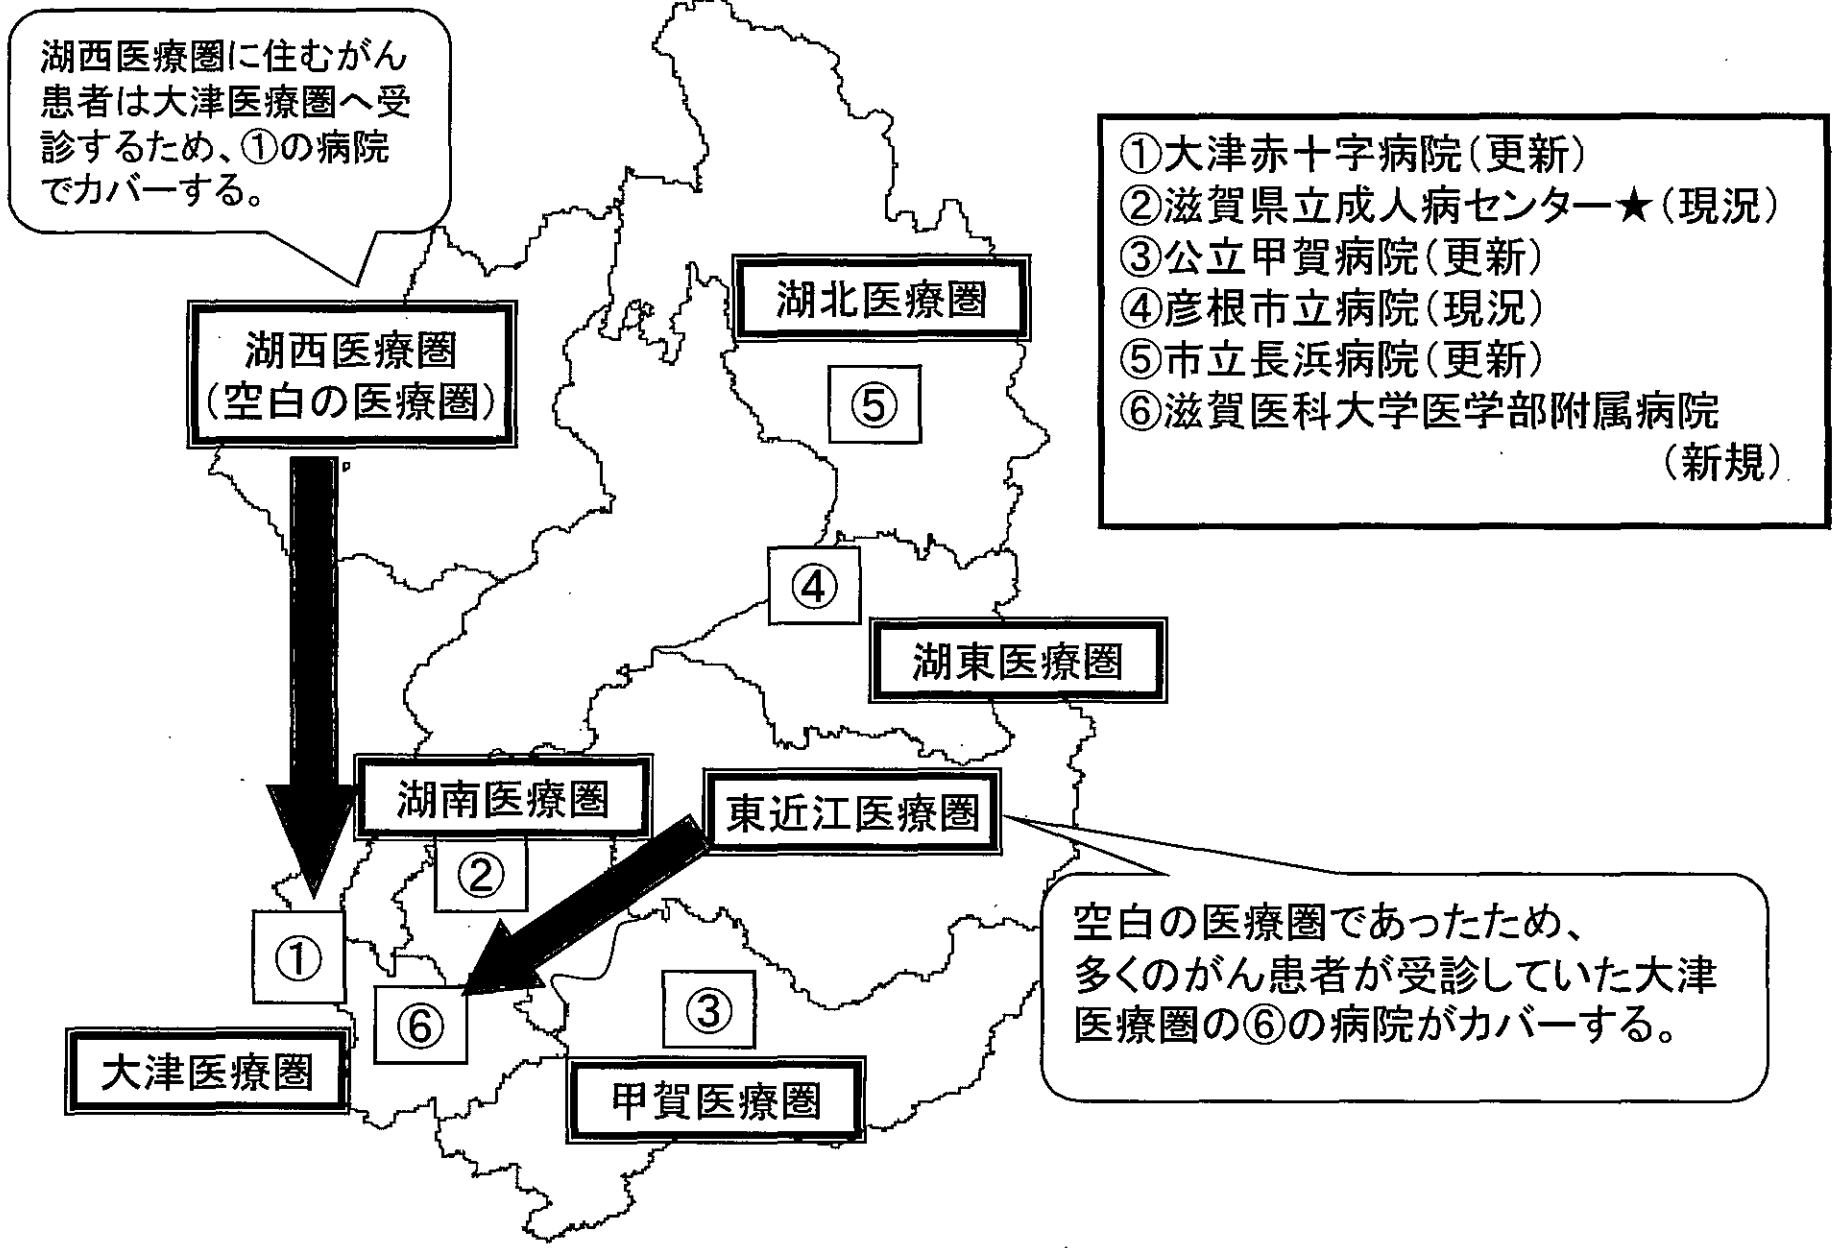 湖西医療圏に住むがん
患者は大津医療圏へ受
診するため、①の病院
でカバーする。
①大津赤十字病院(更新)
②滋賀県立成人病センター★(現況)
③公立甲賀病院(更新)
④彦根市立病院(現況)
⑤市立長浜病院(更新)
⑥滋賀医科大学医学部附属病院
(新規)
湖北医療圏
湖西医療圏
(空白の医療圏)
⑤
④
湖東医療圏
湖南医療圏
東近江医療圏
②
①
⑥
③
空白の医療圏であったため、
多くのがん患者が受診していた大津
医療圏の⑥の病院がカバーする。
大津医療圏
甲賀医療圏